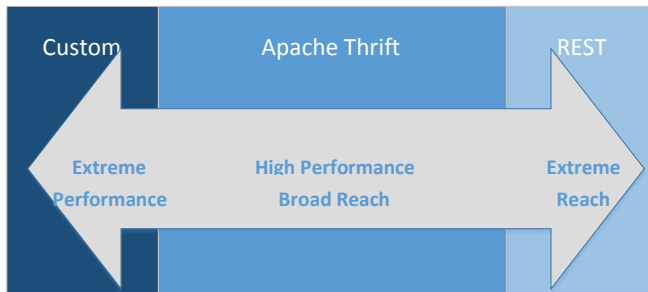 Custom Apache Thrift REST
Extreme High Performance Extreme
Performance Broad Reach Reach